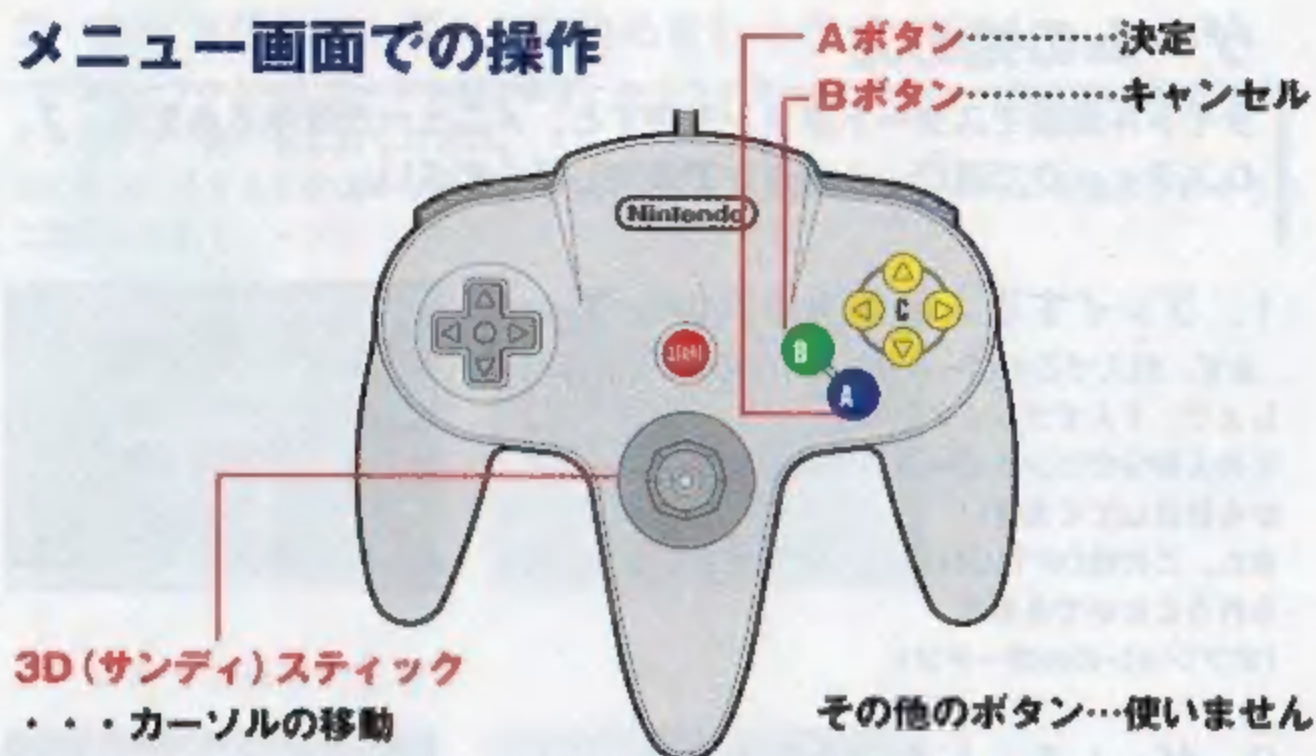 メニュー画面での操作
Aボタン…………決定
Bボタン…………キャンセル
Nintendo
C
B
A
3D(サンディ)スティック
・・・カーソルの移動
その他のボタン…使いません